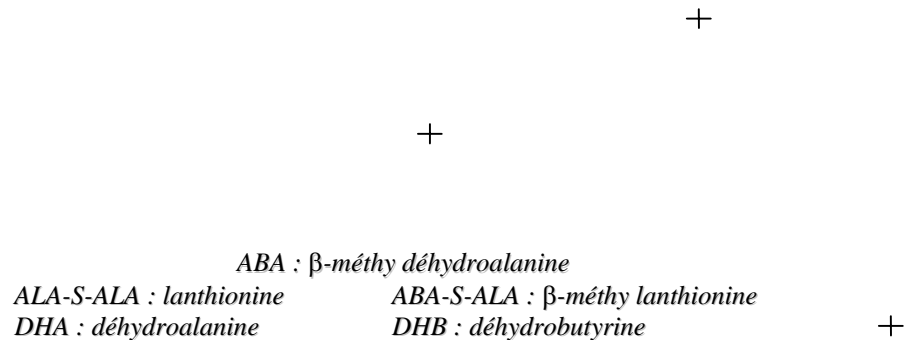 +
+
ABA : β-méthy déhydroalanine
ALA-S-ALA : lanthionine ABA-S-ALA : β-méthy lanthionine
DHA : déhydroalanine DHB : déhydrobutyrine +